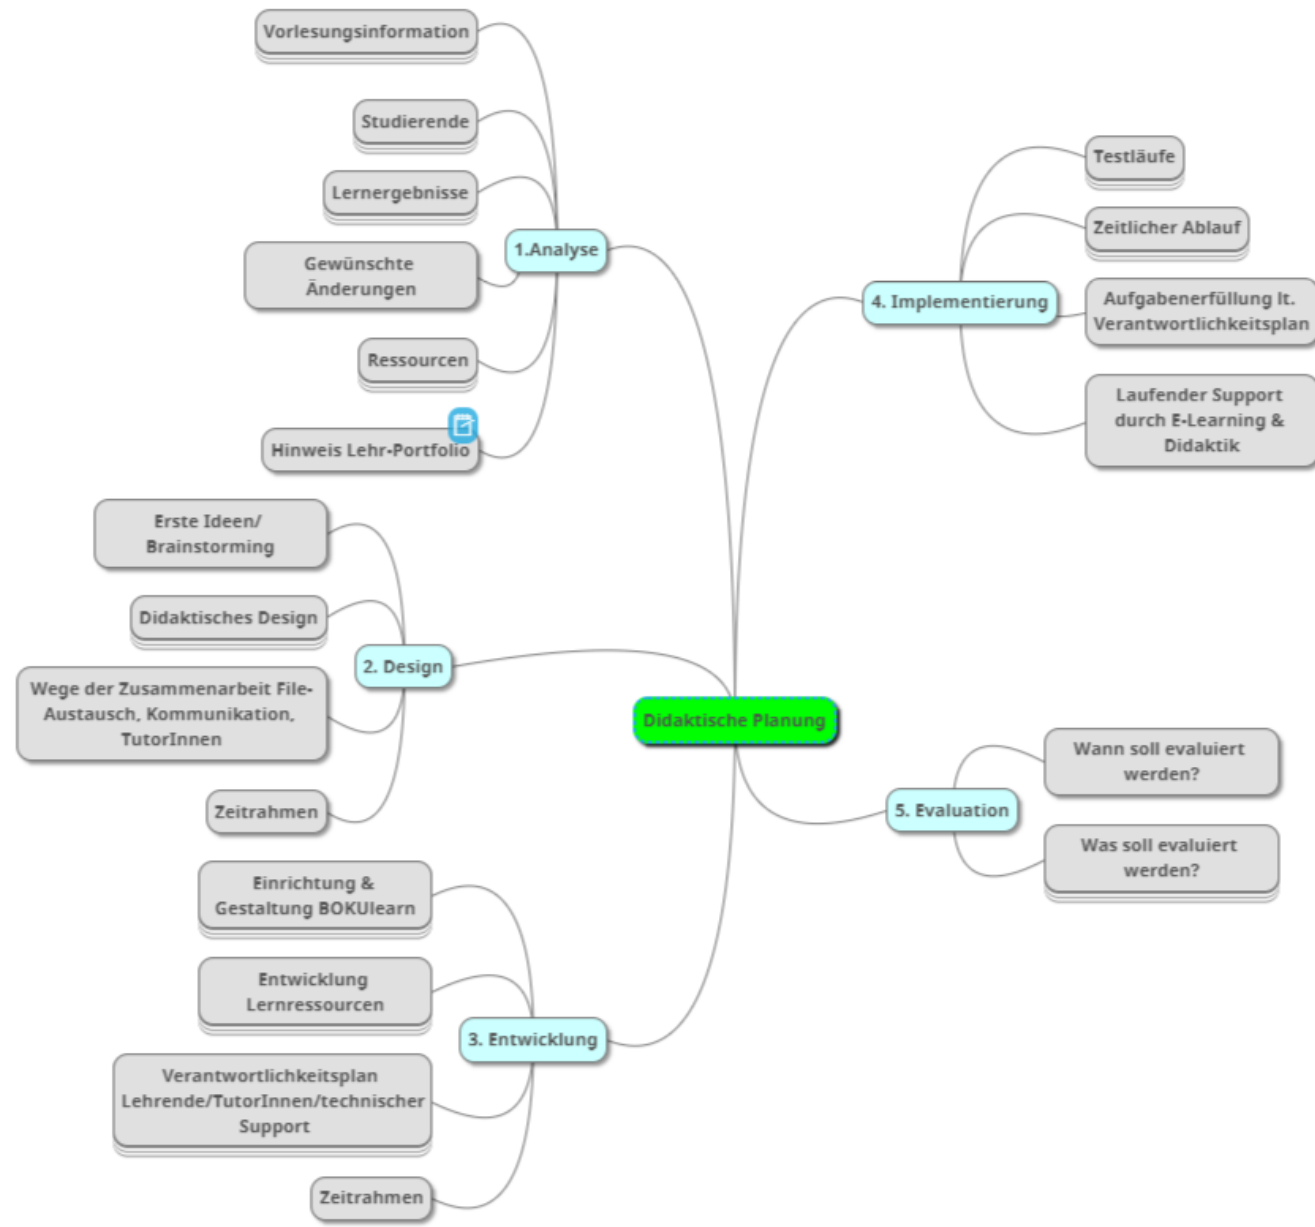 Vorlesungsinformation
Studierende
Lernergebnisse
1.Analyse
Gewünschte
Änderungen
Ressourcen
Hinweis Lehr-Portfolio
Erste Ideen/
Brainstorming
Didaktisches Design
2. Design
Wege der Zusammenarbeit File-
Austausch, Kommunikation,
TutorInnen
Zeitrahmen
Einrichtung &
Gestaltung BOKUlearn
Entwicklung
Lernressourcen
3. Entwicklung
Verantwortlichkeitsplan
Lehrende/TutorInnen/technischer
Support
Zeitrahmen
Didaktische Planung
Testläufe
Zeitlicher Ablauf
4. Implementierung
Aufgabenerfüllung lt.
Verantwortlichkeitsplan
Laufender Support
durch E-Learning &
Didaktik
Wann soll evaluiert
werden?
5. Evaluation
Was soll evaluiert
werden?